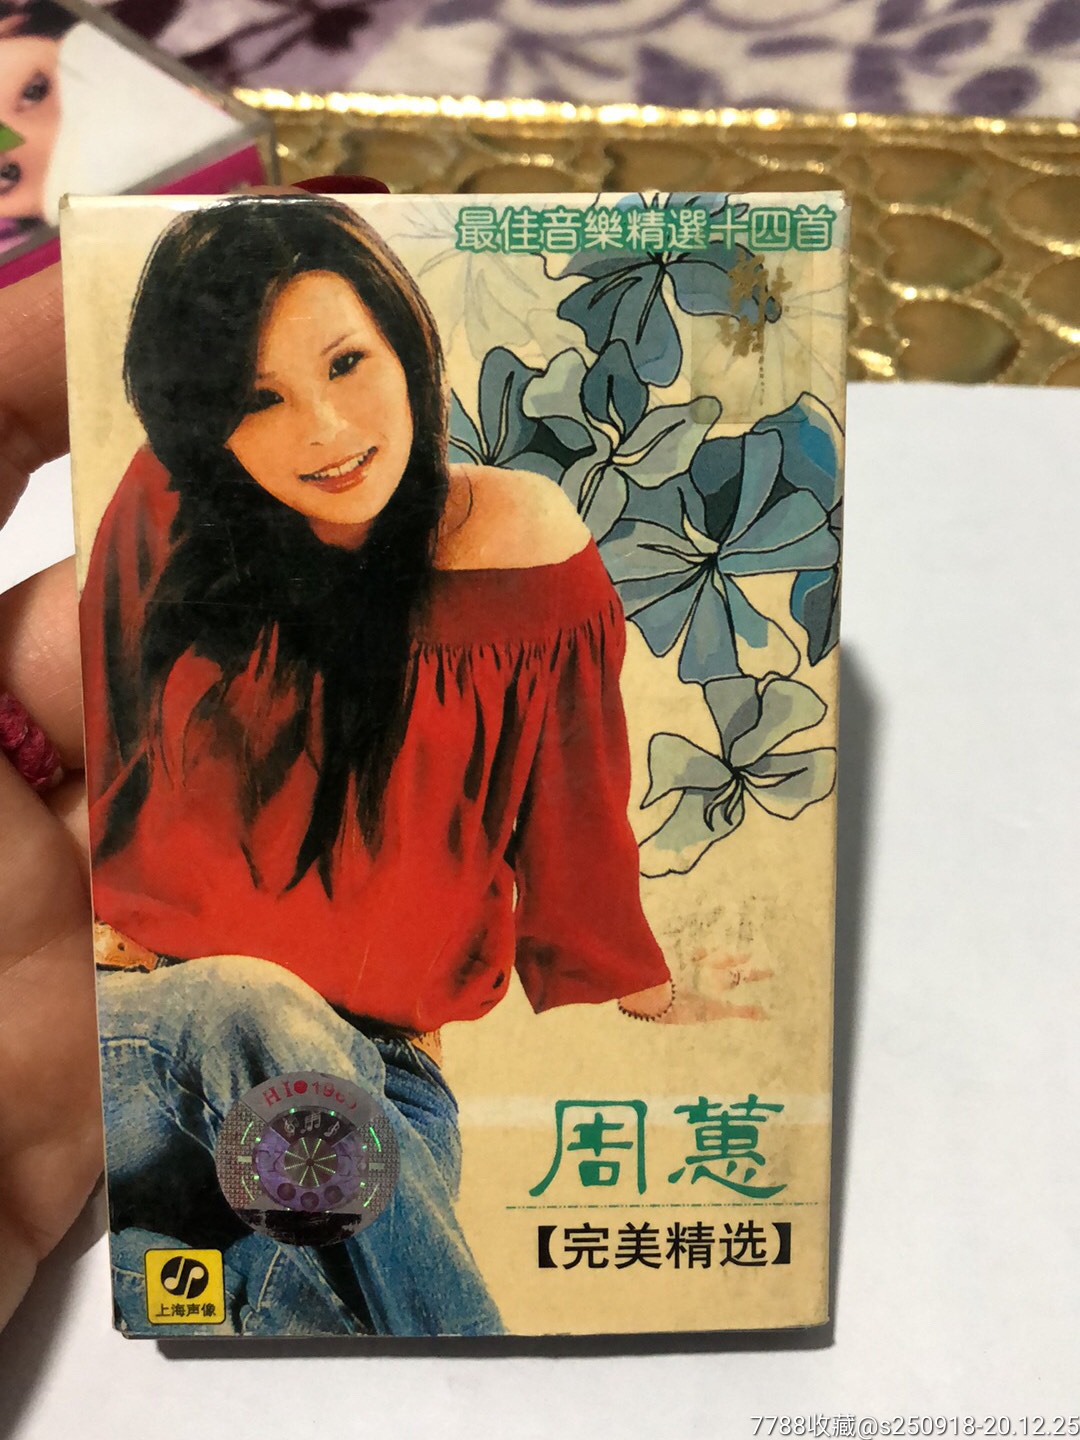 最佳音樂精選十四首
周蕙
【完美精选】
上海声像
7788收藏@s250918-20.12.25